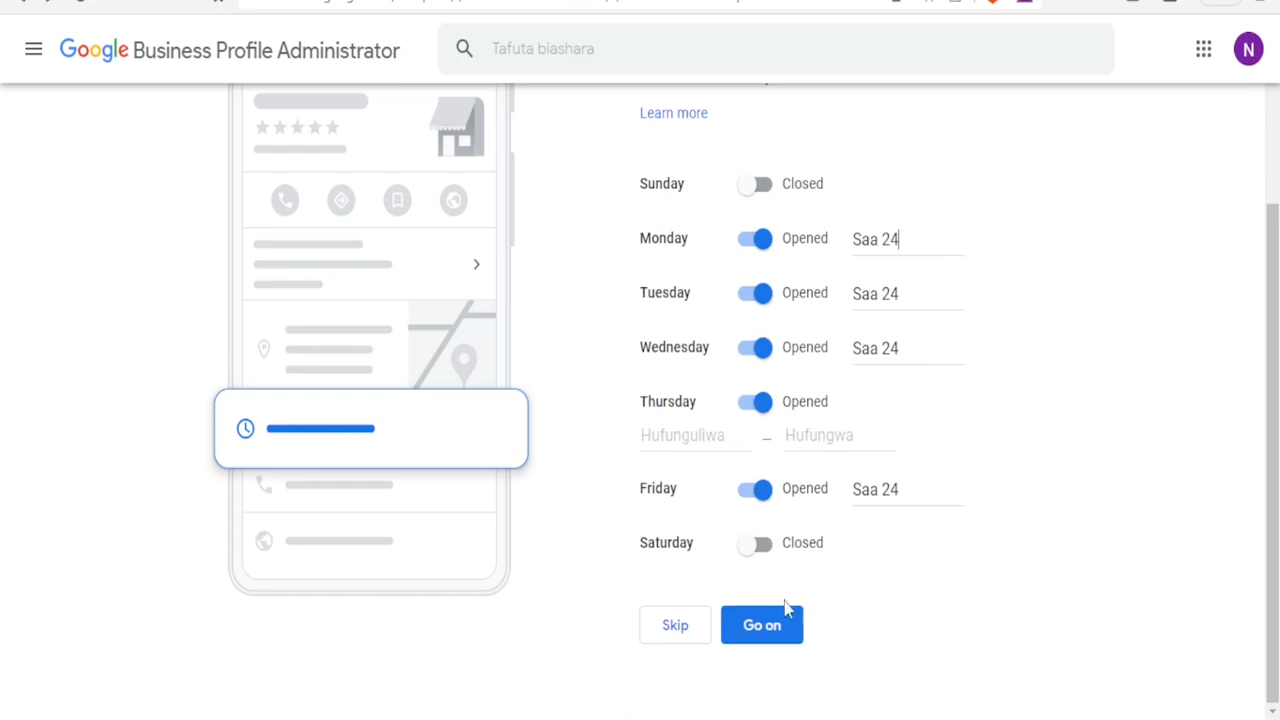 Google Business Profile Administrator
Tafuta biashara
N
Learn more
Sunday Closed
Monday Opened Saa 24
Tuesday Opened Saa 24
Wednesday Opened Saa 24
Thursday Opened
Hufunguliwa – Hufungwa
Friday Opened Saa 24
Saturday Closed
Skip Go on